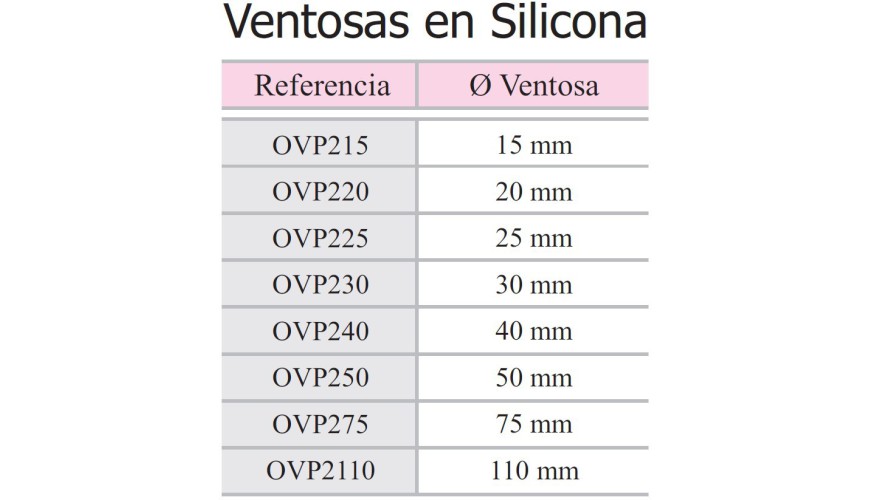 Ventosas en Silicona
Referencia Ø Ventosa
OVP215 15 mm
OVP220 20 mm
OVP225 25 mm
OVP230 30 mm
OVP240 40 mm
OVP250 50 mm
OVP275 75 mm
OVP2110 110 mm